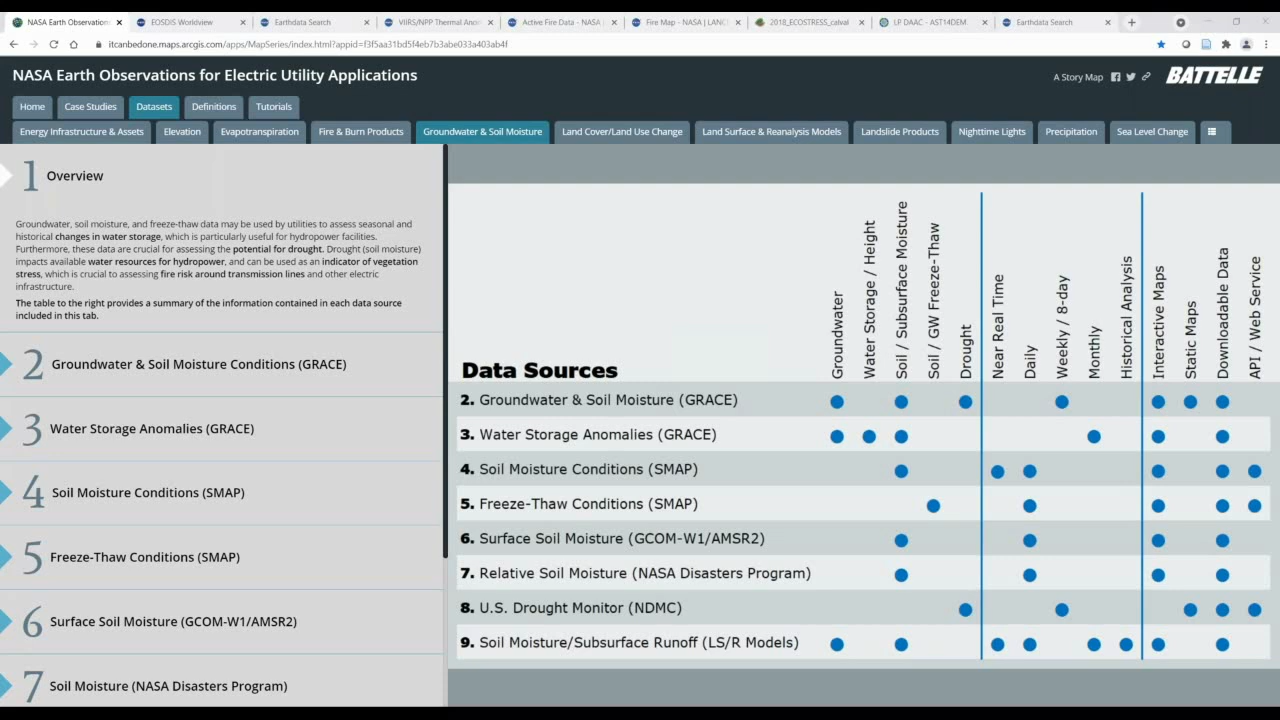 NASA Earth Observation
EOSDIS Worldview
Earthdata Search
VIIRS/NPP Thermal Anom
Active Fire Data - NASA |
Fire Map - NASA | LANC
2018_ECOSTRESS_calval
LP DAAC - AST14DEM
Earthdata Search
itcanbedone.maps.arcgis.com/apps/MapSeries/index.html?appid=f3f5aa31bd5f4eb7b3abe033a403ab4f
NASA Earth Observations for Electric Utility Applications
A Story Map
BATTELLE
Home
Case Studies
Datasets
Definitions
Tutorials
Energy Infrastructure & Assets
Elevation
Evapotranspiration
Fire & Burn Products
Groundwater & Soil Moisture
Land Cover/Land Use Change
Land Surface & Reanalysis Models
Landslide Products
Nighttime Lights
Precipitation
Sea Level Change
1 Overview
Groundwater, soil moisture, and freeze-thaw data may be used by utilities to assess seasonal and
historical changes in water storage, which is particularly useful for hydropower facilities.
Furthermore, these data are crucial for assessing the potential for drought. Drought (soil moisture)
impacts available water resources for hydropower, and can be used as an indicator of vegetation
stress, which is crucial to assessing fire risk around transmission lines and other electric
infrastructure.
The table to the right provides a summary of the information contained in each data source
included in this tab.
2 Groundwater & Soil Moisture Conditions (GRACE)
3 Water Storage Anomalies (GRACE)
4 Soil Moisture Conditions (SMAP)
5 Freeze-Thaw Conditions (SMAP)
6 Surface Soil Moisture (GCOM-W1/AMSR2)
7 Soil Moisture (NASA Disasters Program)
Data Sources
Groundwater
Water Storage / Height
Soil / Subsurface Moisture
Soil / GW Freeze-Thaw
Drought
Near Real Time
Daily
Weekly / 8-day
Monthly
Historical Analysis
Interactive Maps
Static Maps
Downloadable Data
API / Web Service
2. Groundwater & Soil Moisture (GRACE)
3. Water Storage Anomalies (GRACE)
4. Soil Moisture Conditions (SMAP)
5. Freeze-Thaw Conditions (SMAP)
6. Surface Soil Moisture (GCOM-W1/AMSR2)
7. Relative Soil Moisture (NASA Disasters Program)
8. U.S. Drought Monitor (NDMC)
9. Soil Moisture/Subsurface Runoff (LS/R Models)